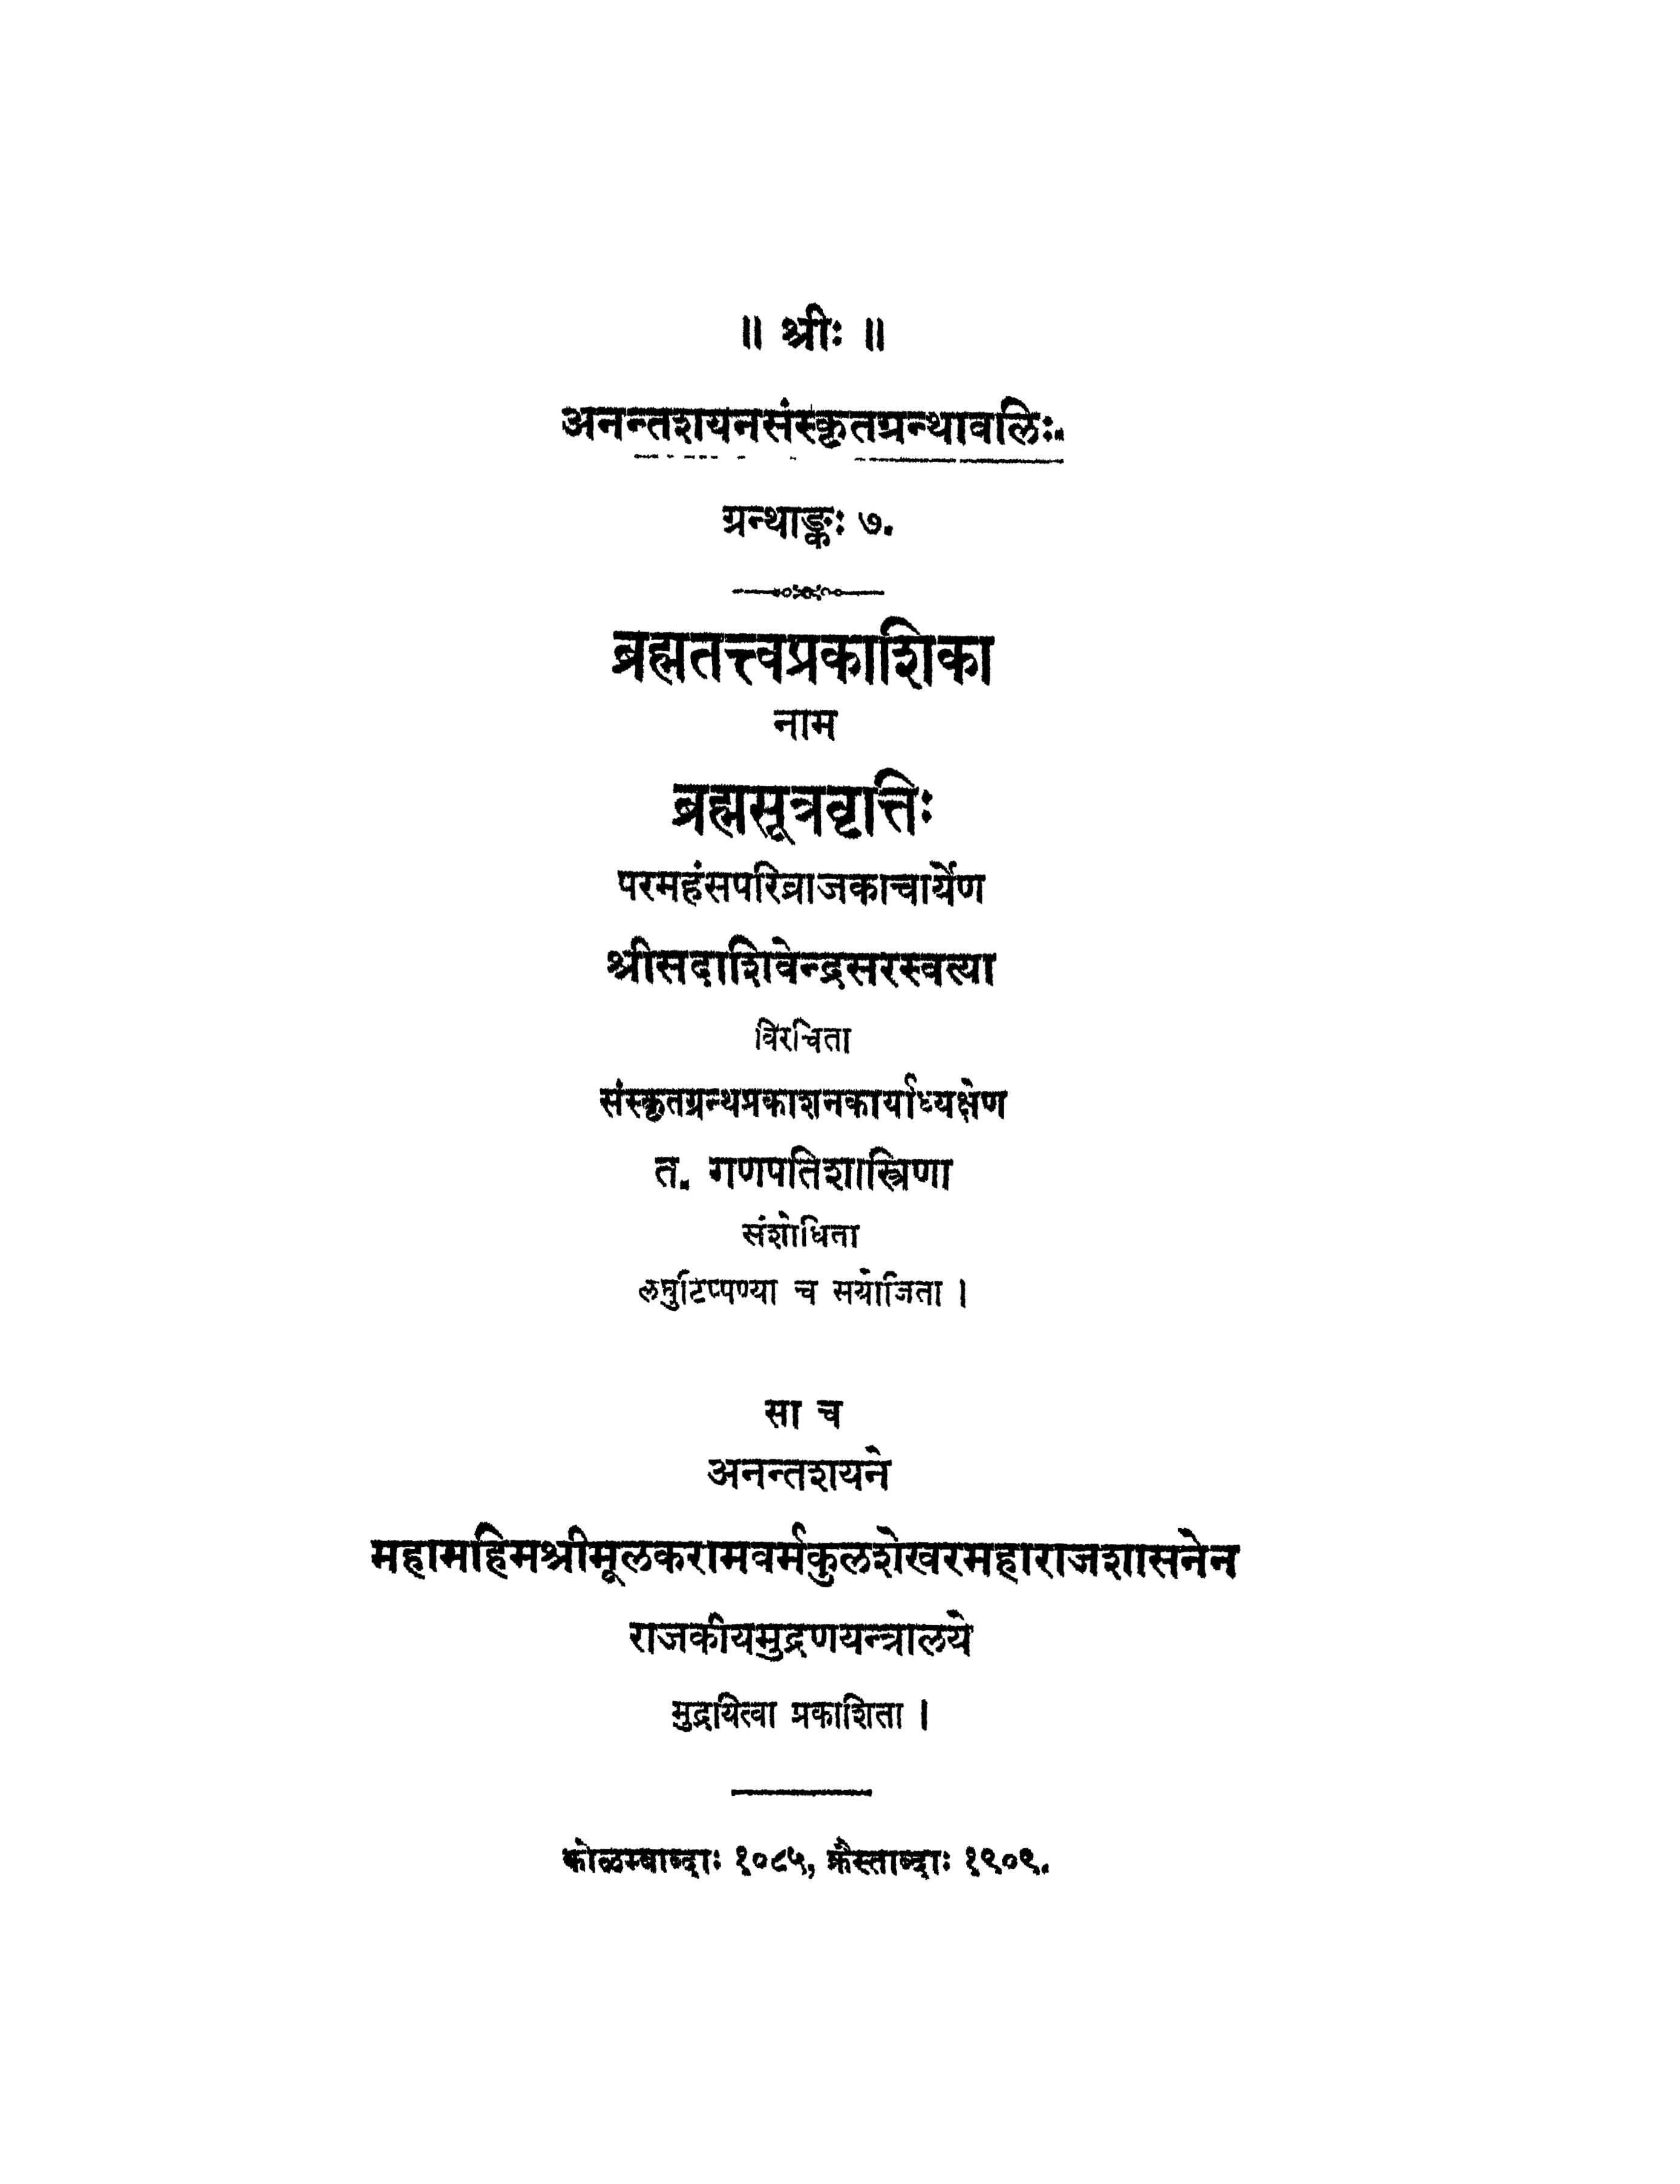 ॥ श्रीः ॥
अनन्तशयनसंस्कृतग्रन्थावलिः.
ग्रन्थाङ्कः ७.
ब्रह्मतत्त्वप्रकाशिका
नाम
ब्रह्मसूत्रवृत्तिः
परमहंसपरिव्राजकाचार्येण
श्रीसदाशिवेन्द्रसरस्वत्या
विरचिता
संस्कृतग्रन्थप्रकाशनकार्याध्यक्षेण
त. गणपतिशास्त्रिणा
संशोधिता
लघुटिप्पण्या च सयोजिता ।
सा च
अनन्तशयने
महामहिमश्रीमूलकरामवर्मकुलशेखरमहाराजशासनेन
राजकीयमुद्रणयन्त्रालये
मुद्रयित्वा प्रकाशिता ।
कोळम्बाब्दाः १०८५, क्रैस्ताब्दाः १९०९.